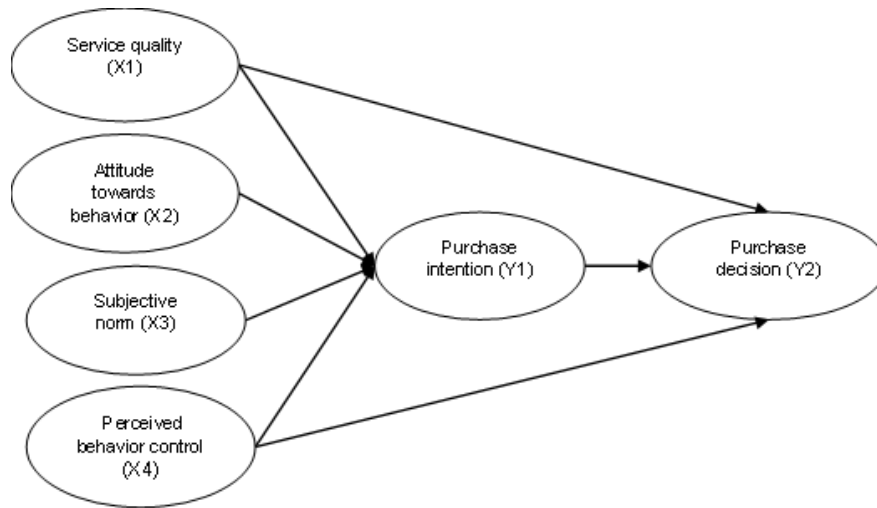 Service quality
(X1)
Attitude
towards
behavior (X2)
Subjective
norm (X3)
Perceived
behavior control
(X4)
Purchase
intention (Y1)
Purchase
decision (Y2)